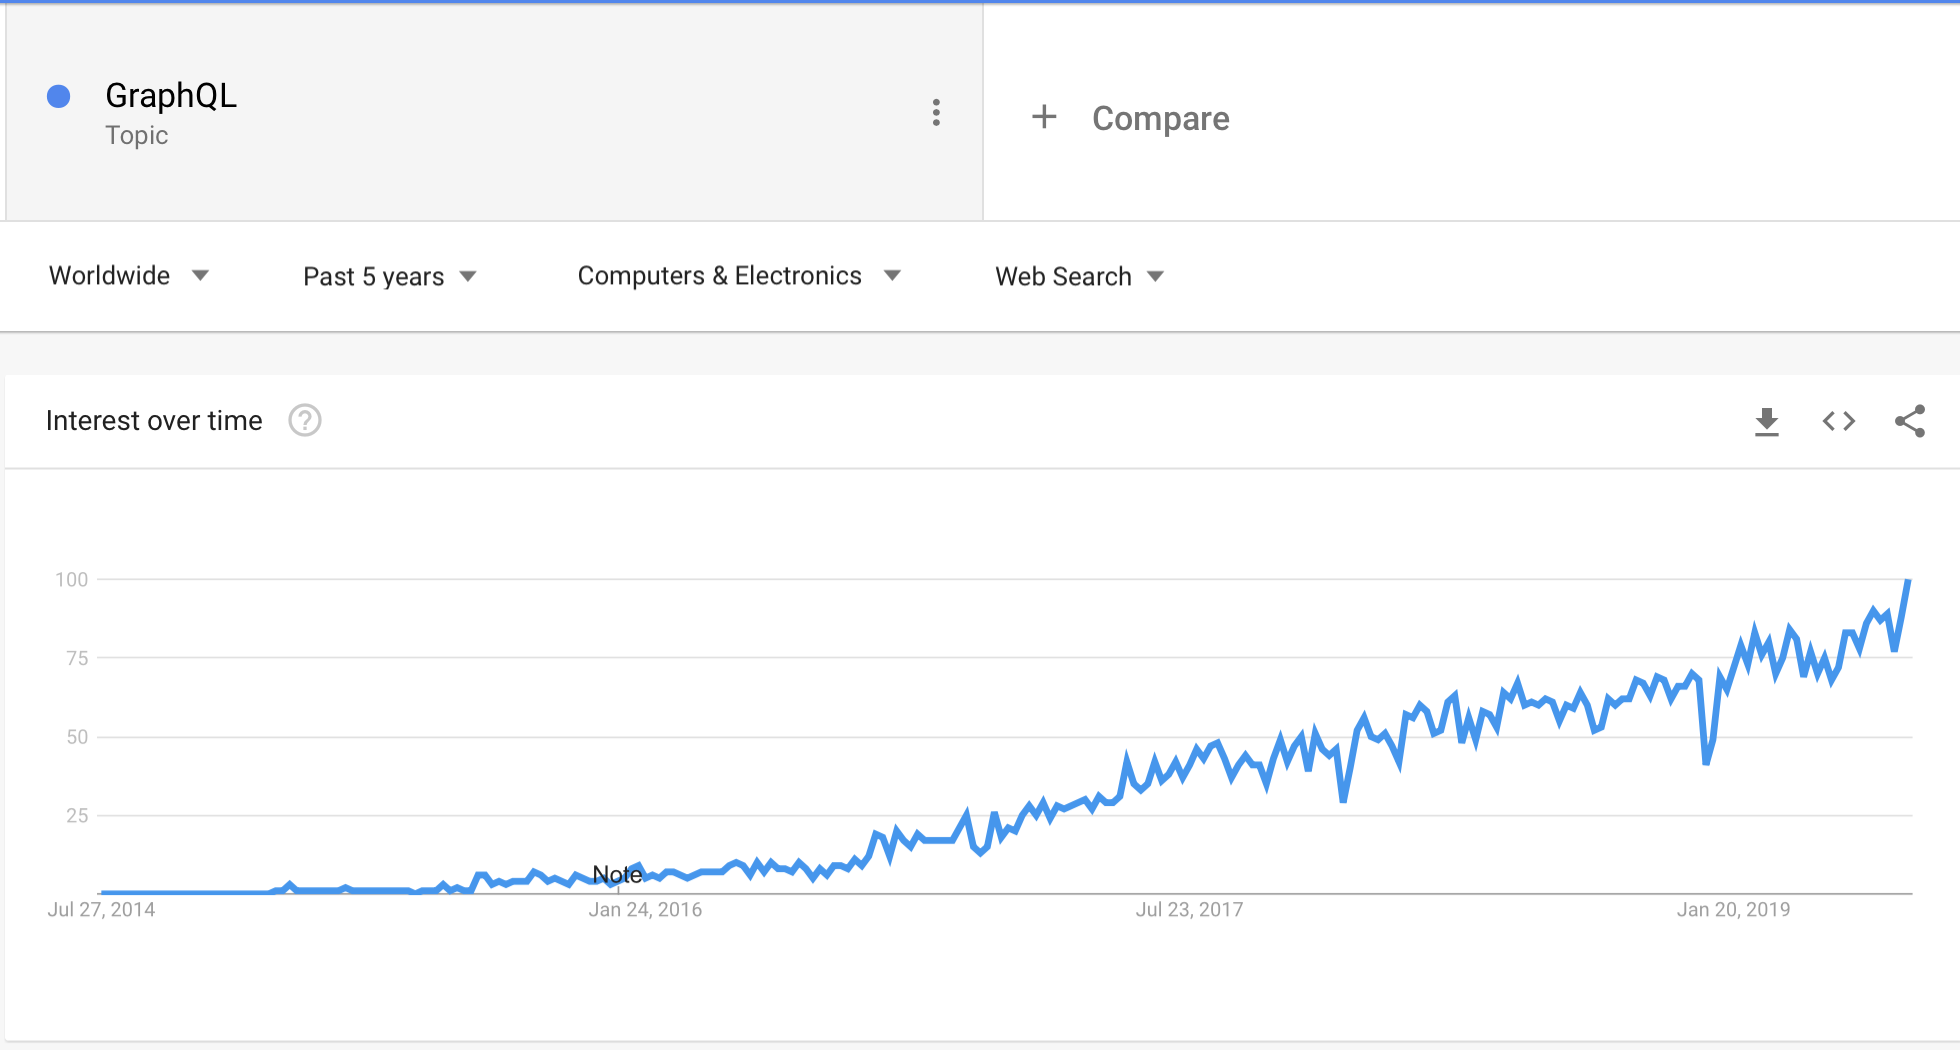 GraphQL
Topic
+ Compare
Worldwide
Past 5 years
Computers & Electronics
Web Search
Interest over time
?
100
75
50
25
Note
Jul 27, 2014
Jan 24, 2016
Jul 23, 2017
Jan 20, 2019